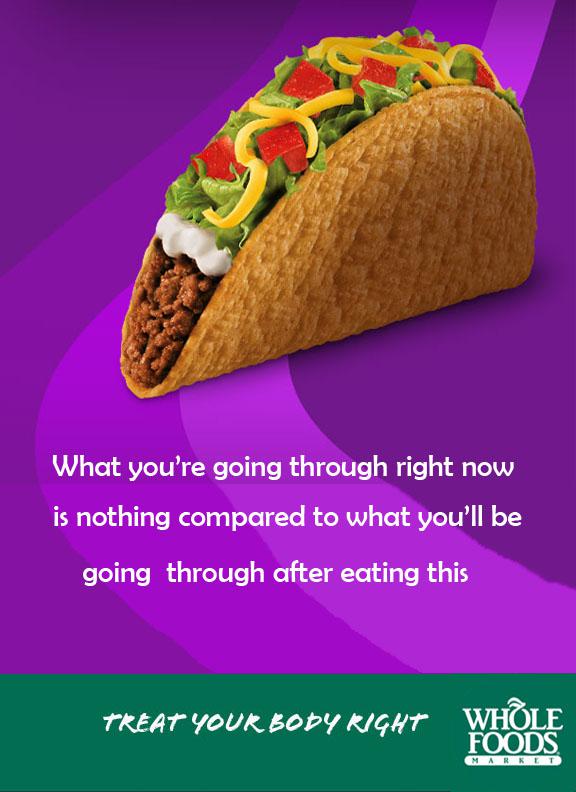 What you're going through right now
is nothing compared to what you'll be
going through after eating this
TREAT YOUR BODY RIGHT
WHOLE
FOODS
MARKET